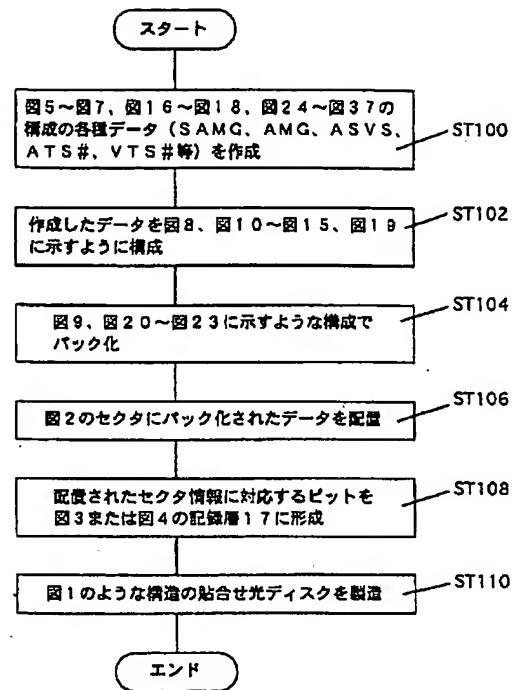 スタート
図5～図7、図16～図18、図24～図37の
構成の各種データ（SAMG、AMG、ASVS、
ATS#、VTS#等）を作成
ST100
作成したデータを図8、図10～図15、図19
に示すように構成
ST102
図9、図20～図23に示すような構成で
パック化
ST104
図2のセクタにパック化されたデータを配置
ST106
配置されたセクタ情報に対応するピットを
図3または図4の記録層17に形成
ST108
図1のような構造の貼合せ光ディスクを製造
ST110
エンド